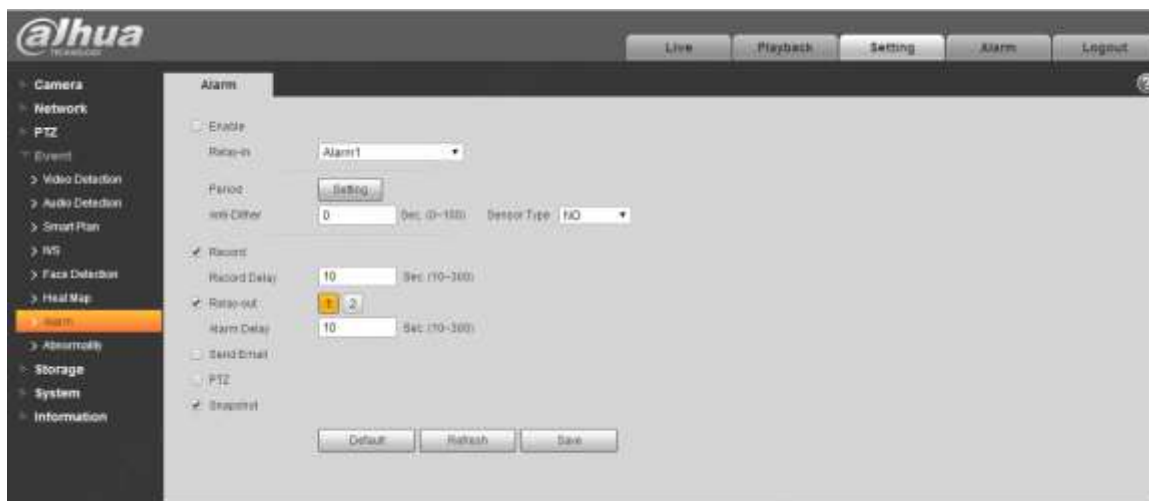 alhua
TECHNOLOGY
Live Playback Setting Alarm Logout
Camera
Network
PTZ
Event
Video Detection
Audio Detection
Smart Plan
IVS
Face Detection
Heat Map
Alarm
Abnormality
Storage
System
Information
Alarm
Enable
Relay-in Alarm1
Period Setting
Anti-Dither 0 Sec. (0~100) Sensor Type NO
Record
Record Delay 10 Sec. (10~300)
Relay-out 1 2
Alarm Delay 10 Sec. (10~300)
Send Email
PTZ
Snapshot
Default Refresh Save